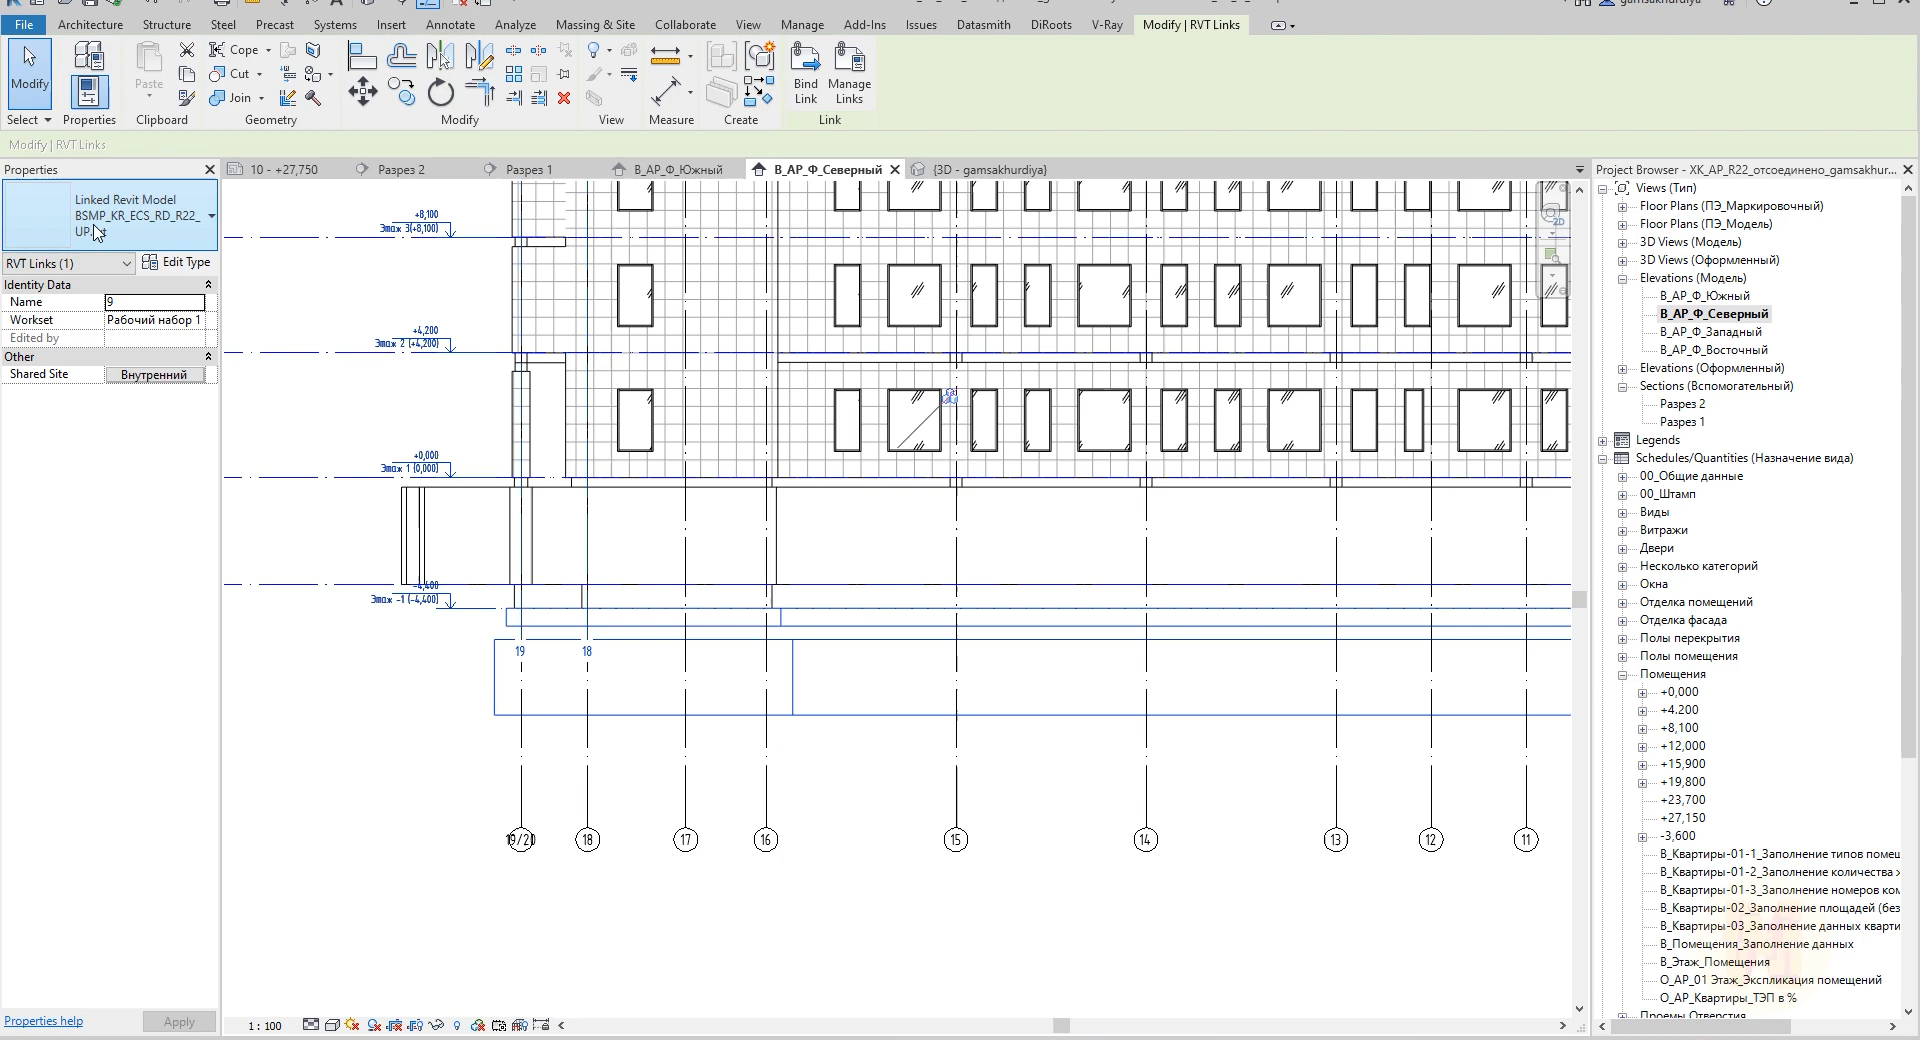 gamsakhurdiya
File Architecture Structure Steel Precast Systems Insert Annotate Analyze Massing & Site Collaborate View Manage Add-Ins Issues Datasmith DiRoots V-Ray Modify | RVT Links
Modify
Paste
Cope
Cut
Join
Bind Link
Manage Links
Select Properties Clipboard Geometry Modify View Measure Create Link
Modify | RVT Links
Properties
Linked Revit Model
BSMP_KR_ECS_RD_R22_
RVT Links (1) Edit Type
Identity Data
Name 9
Workset Рабочий набор 1
Edited by
Other
Shared Site Внутренний
Properties help Apply
10 - +27,750 Разрез 2 Разрез 1 В_АР_Ф_Южный В_АР_Ф_Северный {3D - gamsakhurdiya}
+8,100
Этаж 3(+8,100)
2D
+4,200
Этаж 2 (+4,200)
+0,000
Этаж 1 (0,000)
-4,400
Этаж -1 (-4,400)
19 18
19/20 18 17 16 15 14 13 12 11
1 : 100
Project Browser - ХК_АР_R22_отсоединено_gamsakhur...
Views (Тип)
Floor Plans (ПЭ_Маркировочный)
Floor Plans (ПЭ_Модель)
3D Views (Модель)
3D Views (Оформленный)
Elevations (Модель)
В_АР_Ф_Южный
В_АР_Ф_Северный
В_АР_Ф_Западный
В_АР_Ф_Восточный
Elevations (Оформленный)
Sections (Вспомогательный)
Разрез 2
Разрез 1
Legends
Schedules/Quantities (Назначение вида)
00_Общие данные
00_Штамп
Виды
Витражи
Двери
Несколько категорий
Окна
Отделка помещений
Отделка фасада
Полы перекрытия
Полы помещения
Помещения
+0,000
+4.200
+8,100
+12,000
+15,900
+19,800
+23,700
+27,150
-3,600
В_Квартиры-01-1_Заполнение типов помещ
В_Квартиры-01-2_Заполнение количества ж
В_Квартиры-01-3_Заполнение номеров ком
В_Квартиры-02_Заполнение площадей (без
В_Квартиры-03_Заполнение данных кварти
В_Помещения_Заполнение данных
В_Этаж_Помещения
О_АР_01 Этаж_Экспликация помещений
О_АР_Квартиры_ТЭП в %
Проемы Отверстия